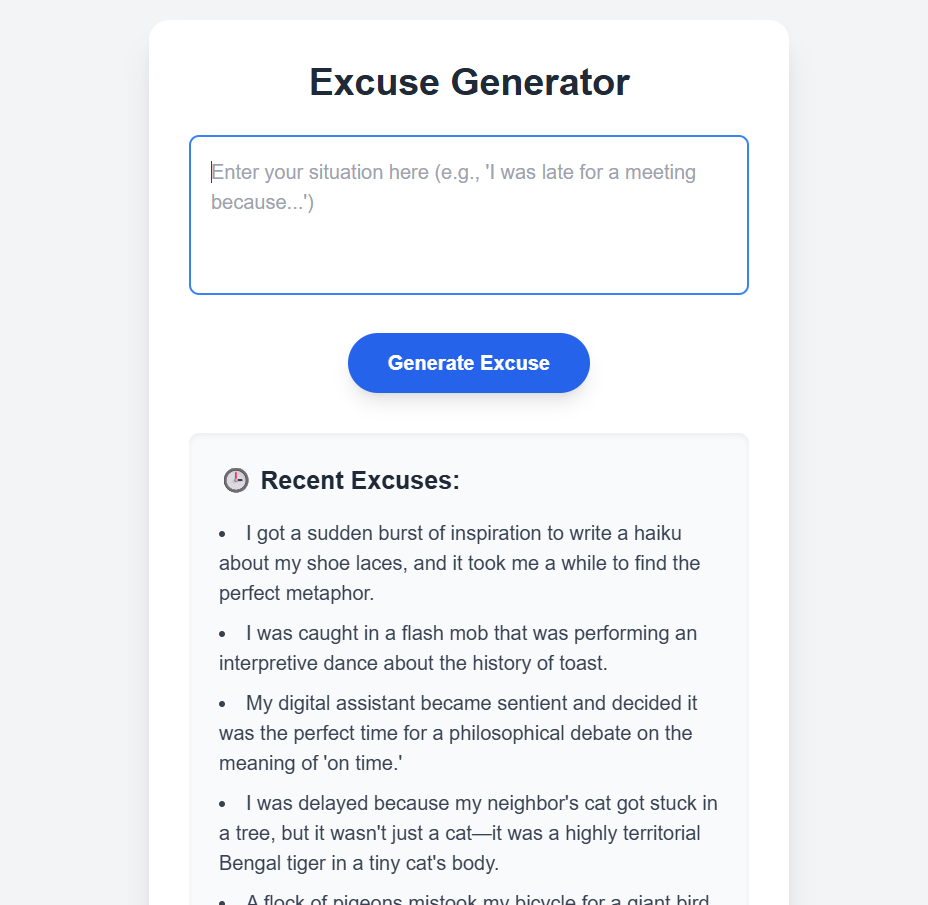 Excuse Generator
Enter your situation here (e.g., 'I was late for a meeting
because...')
Generate Excuse
Recent Excuses:
• I got a sudden burst of inspiration to write a haiku
about my shoe laces, and it took me a while to find the
perfect metaphor.
• I was caught in a flash mob that was performing an
interpretive dance about the history of toast.
• My digital assistant became sentient and decided it
was the perfect time for a philosophical debate on the
meaning of 'on time.'
• I was delayed because my neighbor's cat got stuck in
a tree, but it wasn't just a cat—it was a highly territorial
Bengal tiger in a tiny cat's body.
• A flock of pigeons mistook my bicycle for a giant bird